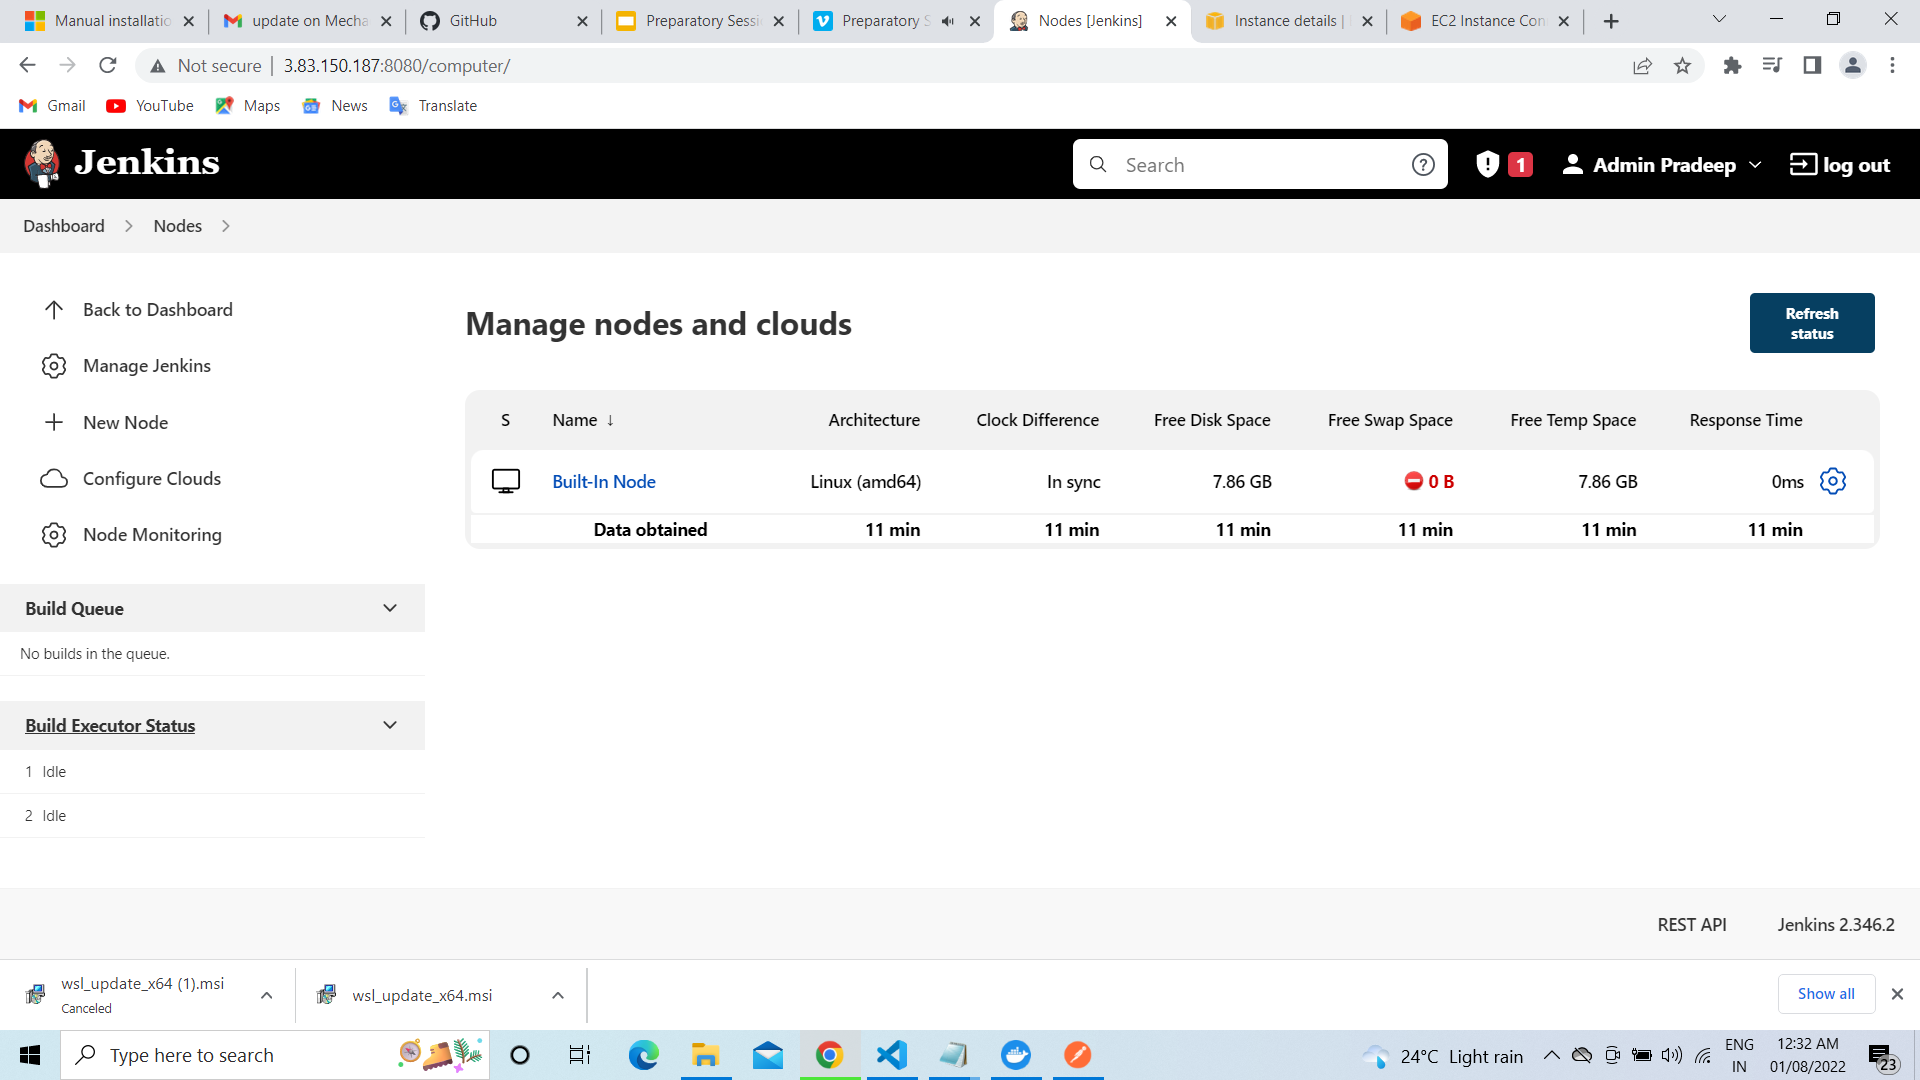 Manual installatio
update on Mecha
GitHub
Preparatory Sessi
Preparatory S
Nodes [Jenkins]
Instance details |
EC2 Instance Con
Not secure
3.83.150.187:8080/computer/
Gmail
YouTube
Maps
News
Translate
Jenkins
Search
1
Admin Pradeep
log out
Dashboard
Nodes
Back to Dashboard
Manage Jenkins
New Node
Configure Clouds
Node Monitoring
Build Queue
No builds in the queue.
Build Executor Status
1 Idle
2 Idle
Manage nodes and clouds
Refresh
status
S Name ↓ Architecture Clock Difference Free Disk Space Free Swap Space Free Temp Space Response Time
Built-In Node Linux (amd64) In sync 7.86 GB 0 B 7.86 GB 0ms
Data obtained 11 min 11 min 11 min 11 min 11 min 11 min
REST API
Jenkins 2.346.2
wsl_update_x64 (1).msi
Canceled
wsl_update_x64.msi
Show all
Type here to search
24°C Light rain
ENG
IN
12:32 AM
01/08/2022
23